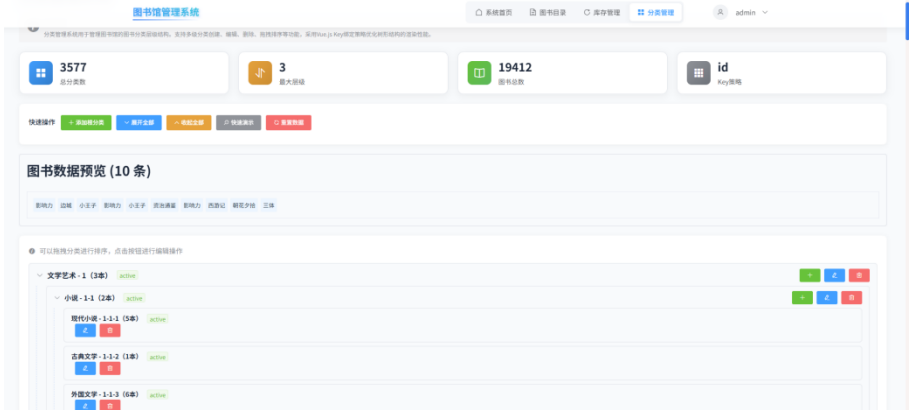 图书馆管理系统 系统首页 图书目录 库存管理 分类管理 admin
分类管理系统用于管理图书馆的图书分类层级结构。支持多级分类创建、编辑、删除、拖拽排序等功能。采用Vue.js Key绑定策略优化树形结构的渲染性能。
3577 3 19412 id
总分类数 最大层级 图书总数 Key策略
快速操作 添加根分类 展开全部 收起全部 快速演示 重置数据
图书数据预览 (10 条)
影响力 边城 小王子 影响力 小王子 资治通鉴 影响力 西游记 朝花夕拾 三体
可以拖拽分类进行排序，点击按钮进行编辑操作
文学艺术 - 1（3本） active
小说 - 1-1（2本） active
现代小说 - 1-1-1（5本） active
古典文学 - 1-1-2（1本） active
外国文学 - 1-1-3（6本） active